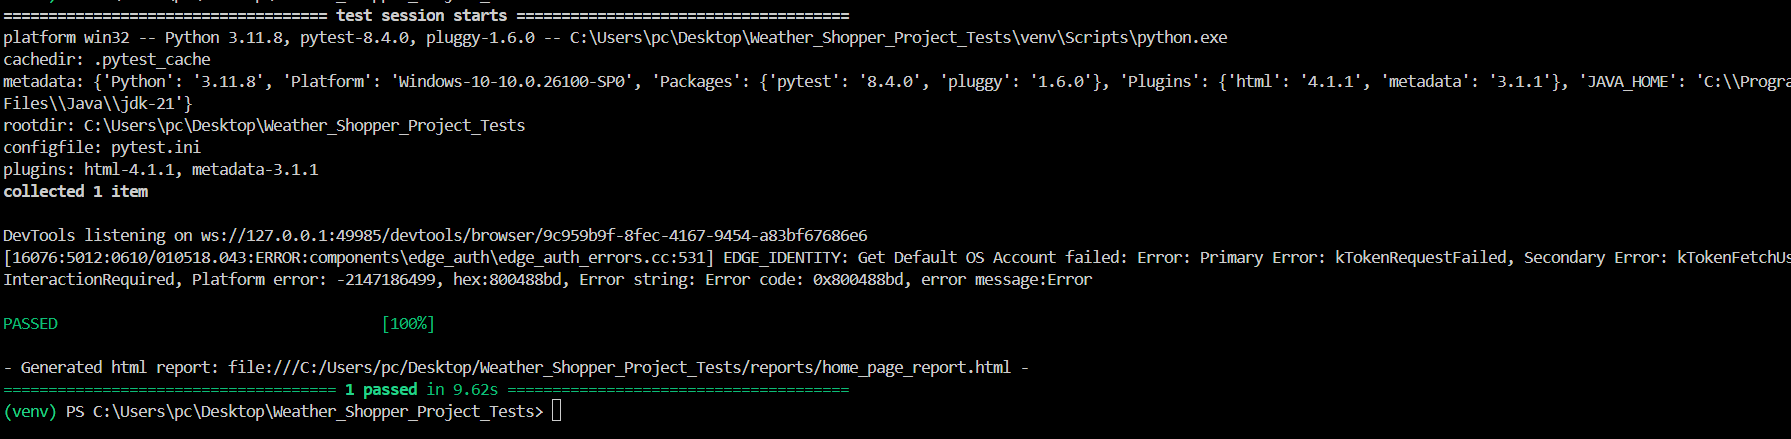 ==================================== test session starts =====================================
platform win32 -- Python 3.11.8, pytest-8.4.0, pluggy-1.6.0 -- C:\Users\pc\Desktop\Weather_Shopper_Project_Tests\venv\Scripts\python.exe
cachedir: .pytest_cache
metadata: {'Python': '3.11.8', 'Platform': 'Windows-10-10.0.26100-SP0', 'Packages': {'pytest': '8.4.0', 'pluggy': '1.6.0'}, 'Plugins': {'html': '4.1.1', 'metadata': '3.1.1'}, 'JAVA_HOME': 'C:\\Progra
Files\\Java\\jdk-21'}
rootdir: C:\Users\pc\Desktop\Weather_Shopper_Project_Tests
configfile: pytest.ini
plugins: html-4.1.1, metadata-3.1.1
collected 1 item
DevTools listening on ws://127.0.0.1:49985/devtools/browser/9c959b9f-8fec-4167-9454-a83bf67686e6
[16076:5012:0610/010518.043:ERROR:components\edge_auth\edge_auth_errors.cc:531] EDGE_IDENTITY: Get Default OS Account failed: Error: Primary Error: kTokenRequestFailed, Secondary Error: kTokenFetchUs
InteractionRequired, Platform error: -2147186499, hex:800488bd, Error string: Error code: 0x800488bd, error message:Error
PASSED [100%]
- Generated html report: file:///C:/Users/pc/Desktop/Weather_Shopper_Project_Tests/reports/home_page_report.html -
===================================== 1 passed in 9.62s ======================================
(venv) PS C:\Users\pc\Desktop\Weather_Shopper_Project_Tests>